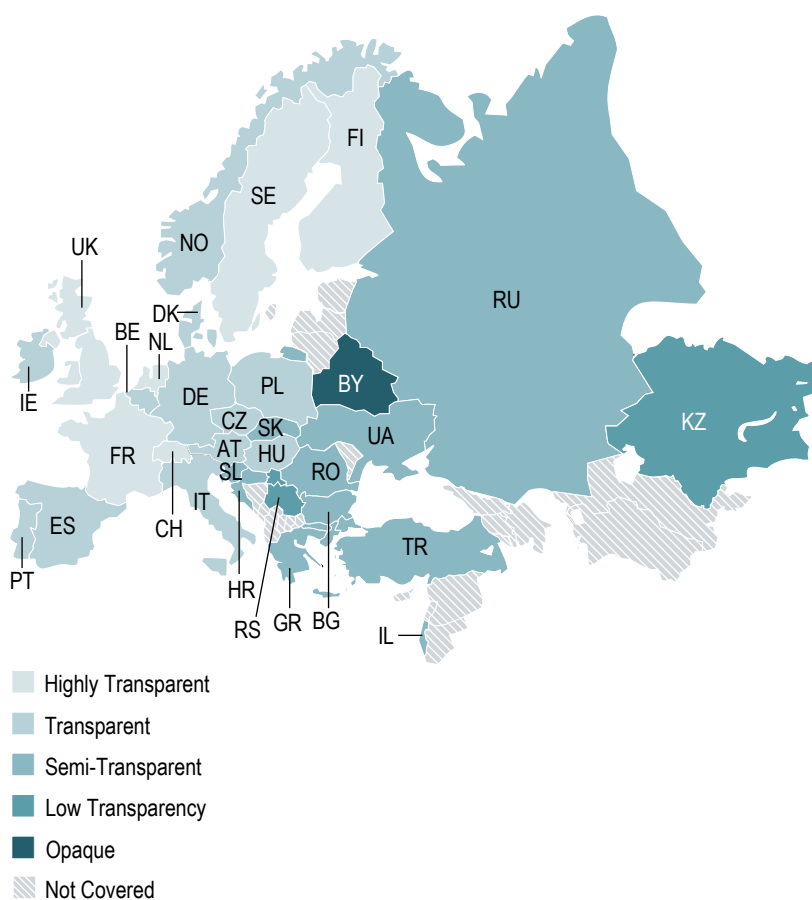 FI
SE
NO
UK
RU
DK
BE
NL
IE
DE
PL
BY
CZ
SK
UA
KZ
AT
HU
FR
SL
RO
IT
ES
CH
TR
PT
HR
RS
GR
BG
IL
Highly Transparent
Transparent
Semi-Transparent
Low Transparency
Opaque
Not Covered